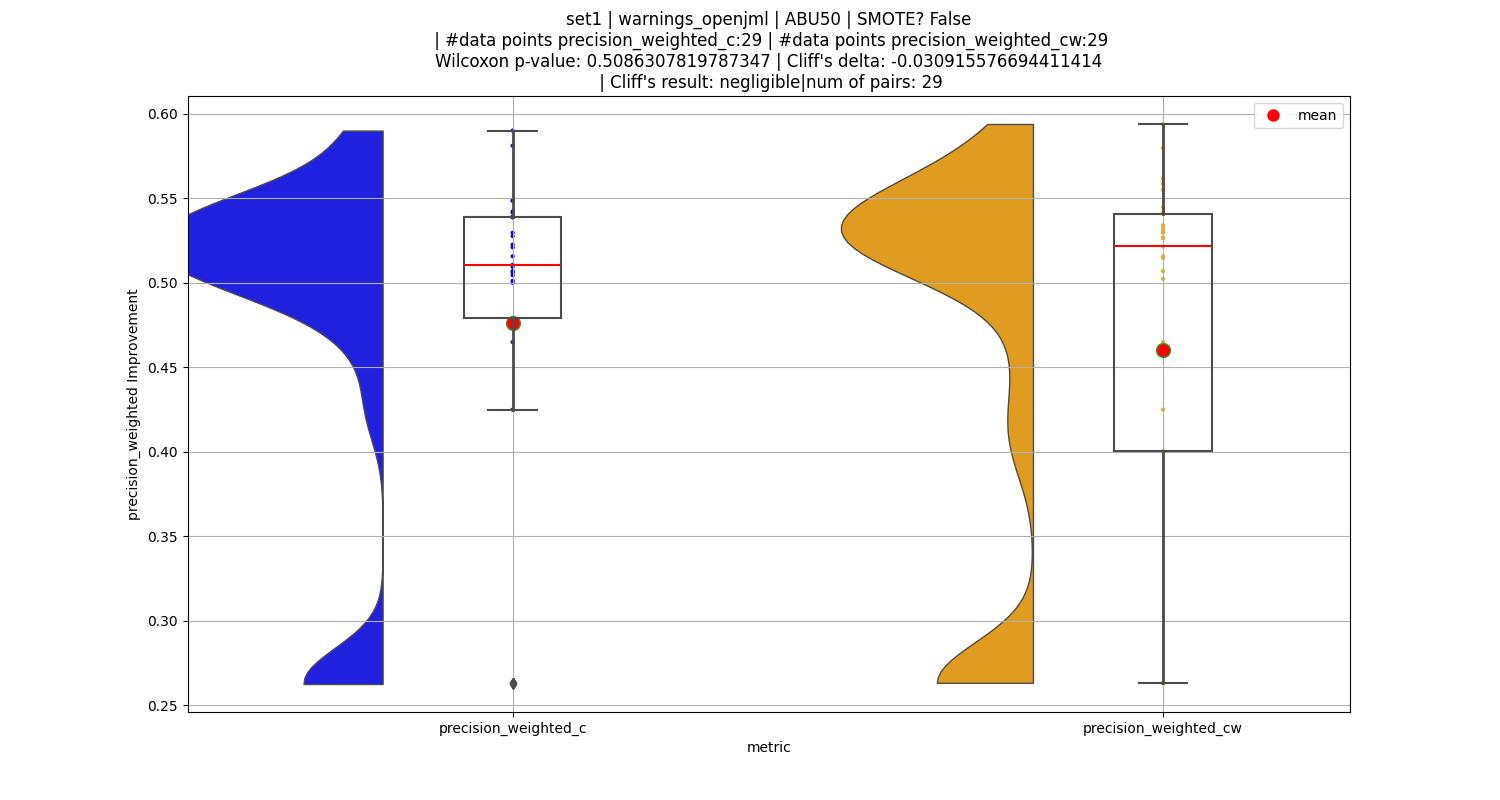 set1 | warnings_openjml | ABU50 | SMOTE? False
| #data points precision_weighted_c:29 | #data points precision_weighted_cw:29
Wilcoxon p-value: 0.5086307819787347 | Cliff's delta: -0.030915576694411414
| Cliff's result: negligible|num of pairs: 29
mean
precision_weighted Improvement
0.60
0.55
0.50
0.45
0.40
0.35
0.30
0.25
precision_weighted_c
precision_weighted_cw
metric